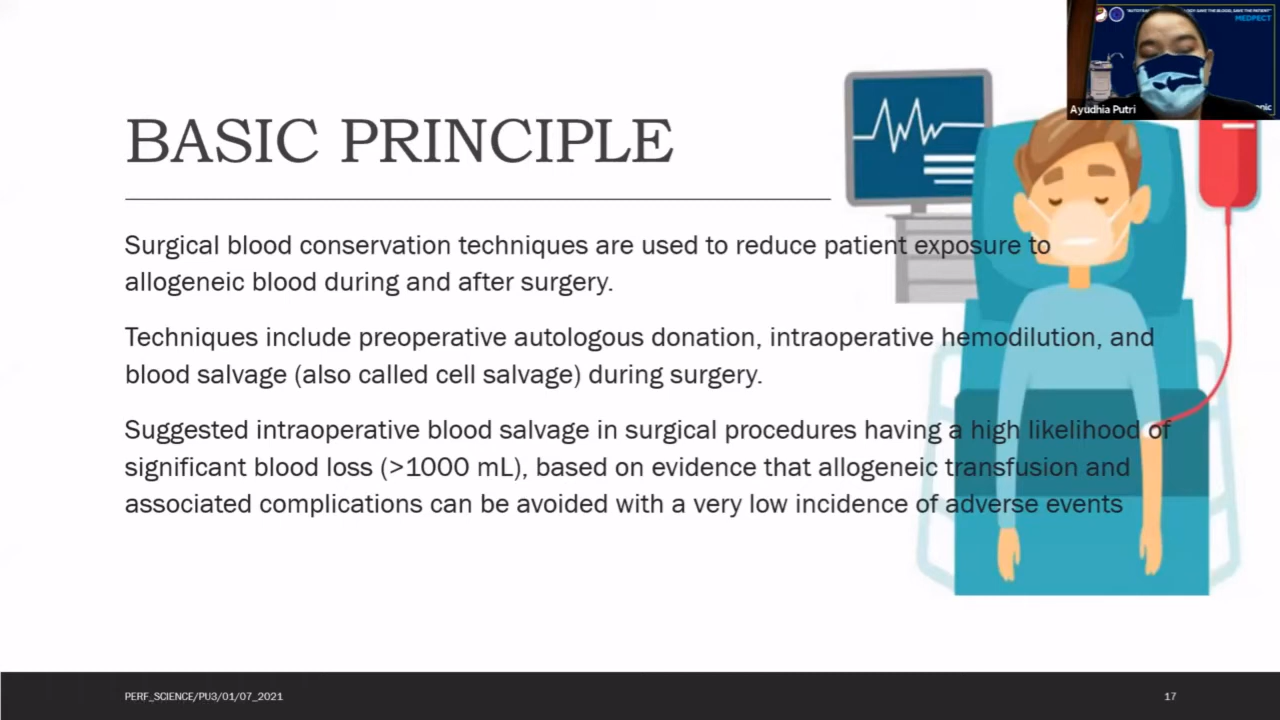 MEDPECT
Ayudhia Putri
BASIC PRINCIPLE
Surgical blood conservation techniques are used to reduce patient exposure to
allogeneic blood during and after surgery.
Techniques include preoperative autologous donation, intraoperative hemodilution, and
blood salvage (also called cell salvage) during surgery.
Suggested intraoperative blood salvage in surgical procedures having a high likelihood of
significant blood loss (>1000 mL), based on evidence that allogeneic transfusion and
associated complications can be avoided with a very low incidence of adverse events
PERF_SCIENCE/PU3/01/07_2021
17